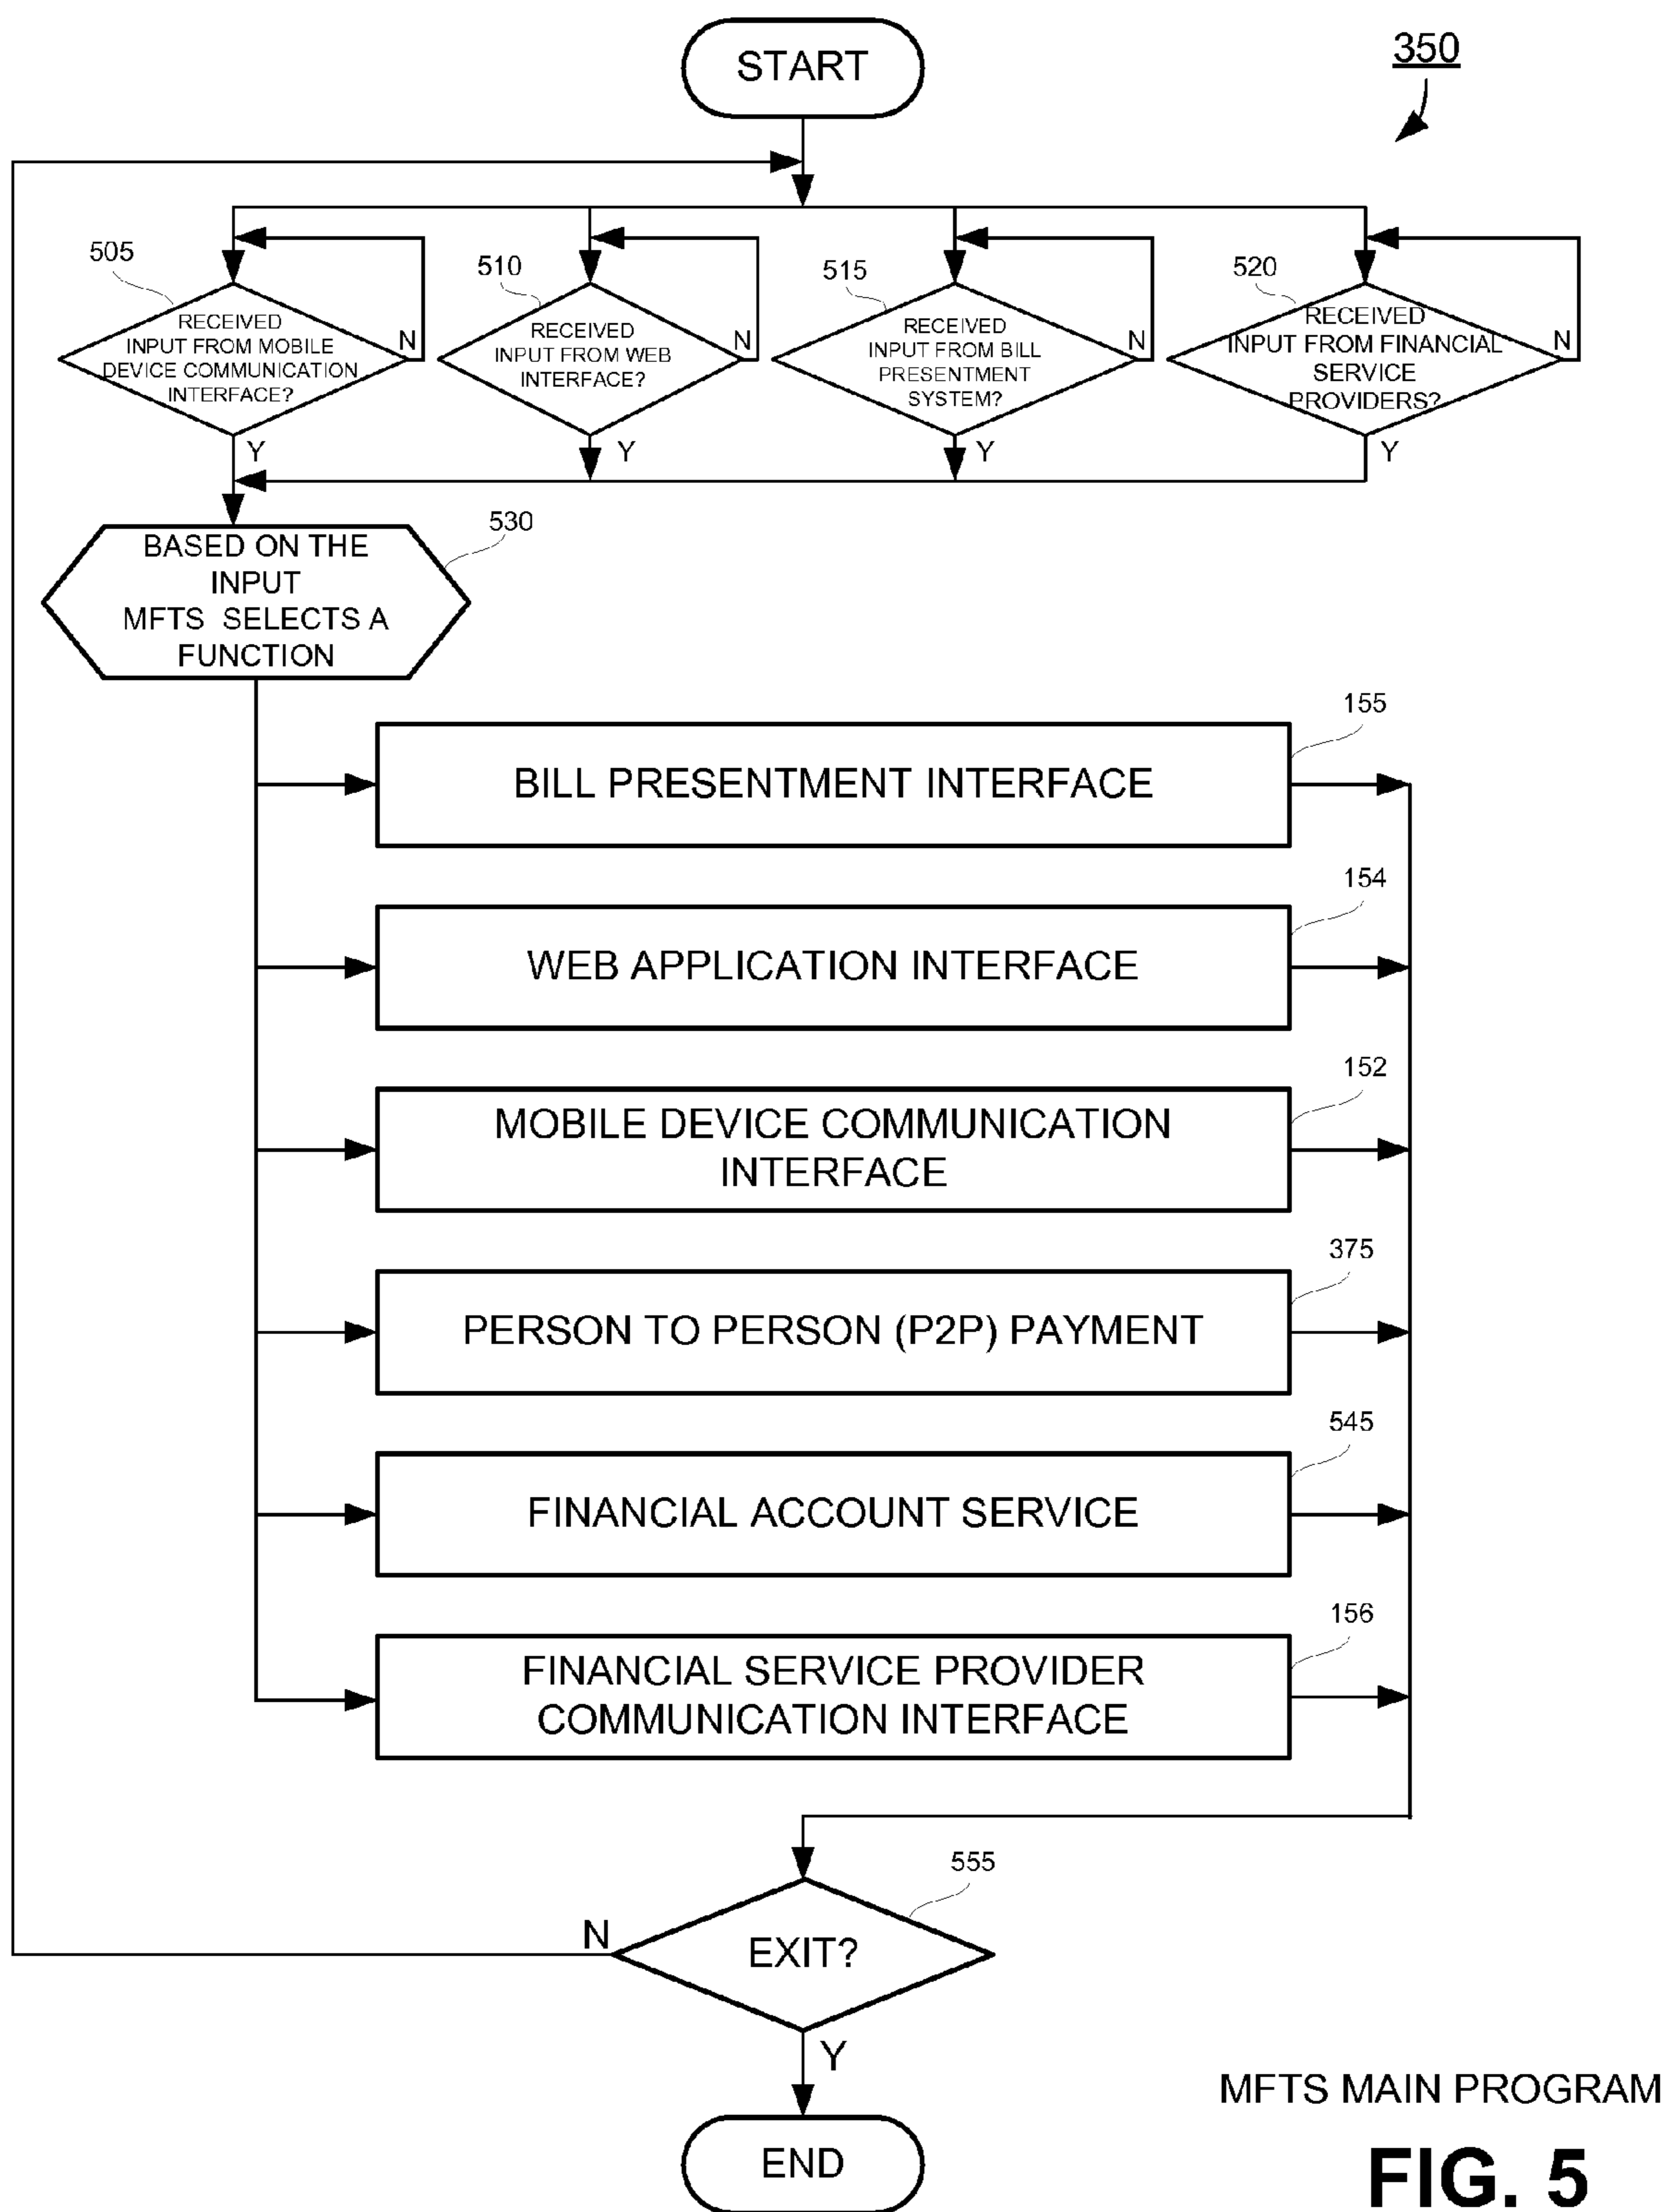 START
350
505
510
515
520
RECEIVED
INPUT FROM MOBILE
DEVICE COMMUNICATION
INTERFACE?
N
RECEIVED
INPUT FROM WEB
INTERFACE?
N
RECEIVED
INPUT FROM BILL
PRESENTMENT
SYSTEM?
N
RECEIVED
INPUT FROM FINANCIAL
SERVICE
PROVIDERS?
N
Y
Y
Y
Y
530
BASED ON THE
INPUT
MFTS SELECTS A
FUNCTION
155
BILL PRESENTMENT INTERFACE
154
WEB APPLICATION INTERFACE
152
MOBILE DEVICE COMMUNICATION
INTERFACE
375
PERSON TO PERSON (P2P) PAYMENT
545
FINANCIAL ACCOUNT SERVICE
156
FINANCIAL SERVICE PROVIDER
COMMUNICATION INTERFACE
555
N
EXIT?
Y
END
MFTS MAIN PROGRAM
FIG. 5